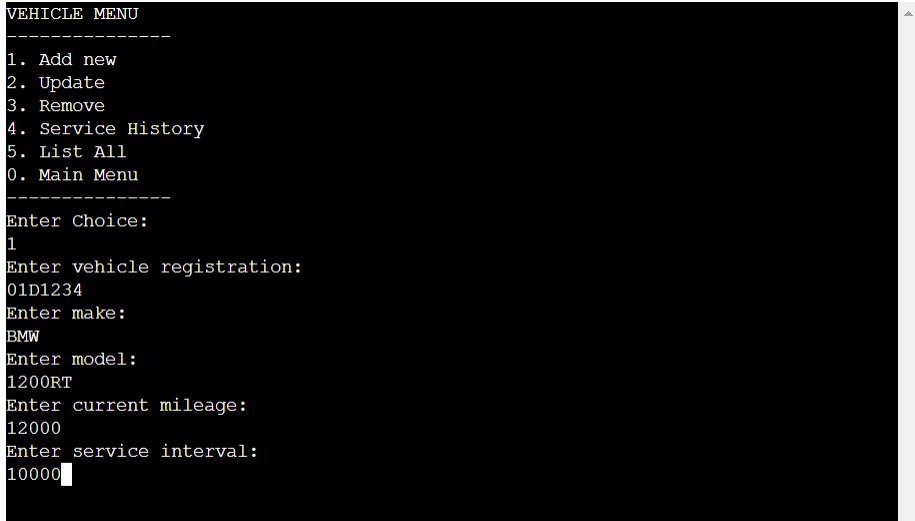 VEHICLE MENU
---------------
1. Add new
2. Update
3. Remove
4. Service History
5. List All
0. Main Menu
---------------
Enter Choice:
1
Enter vehicle registration:
01D1234
Enter make:
BMW
Enter model:
1200RT
Enter current mileage:
12000
Enter service interval:
10000